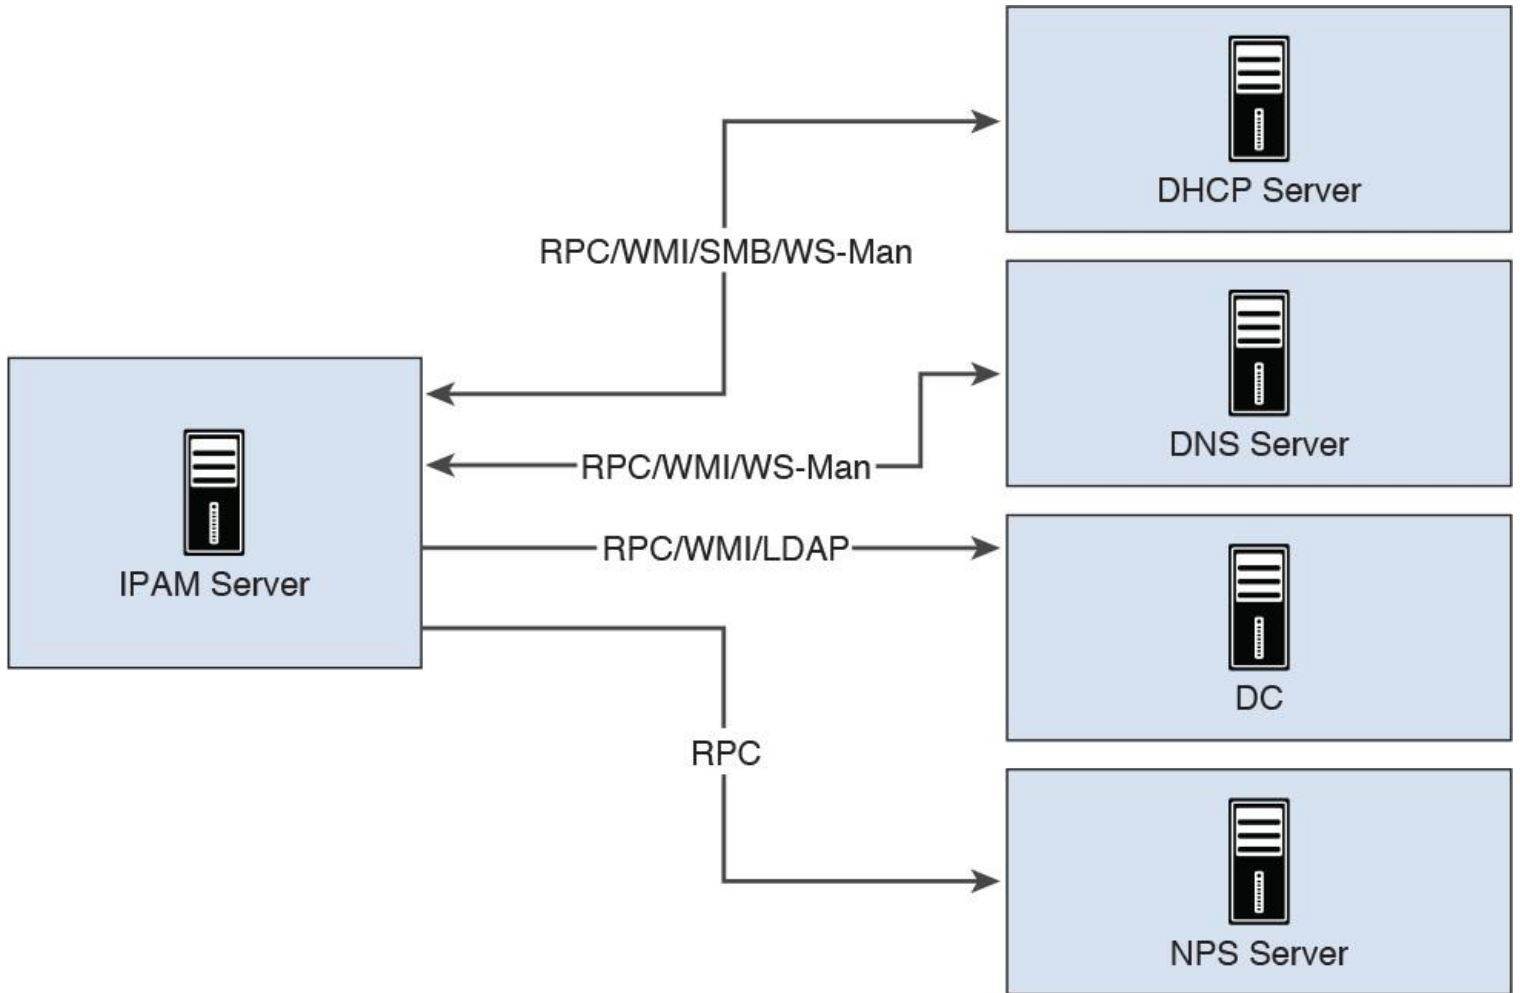 DHCP Server
RPC/WMI/SMB/WS-Man
DNS Server
RPC/WMI/WS-Man
RPC/WMI/LDAP
IPAM Server
DC
RPC
NPS Server